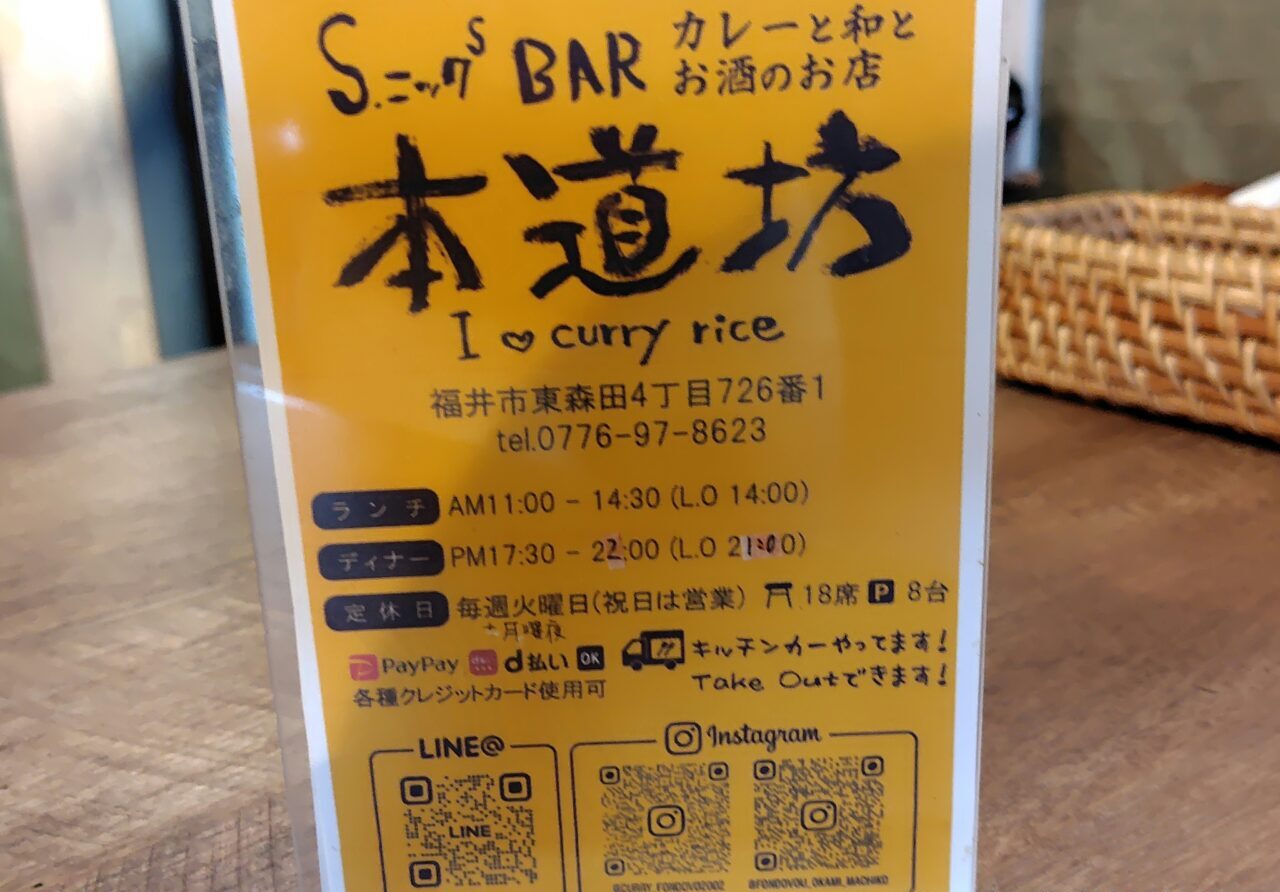 S.ニックS BAR カレーと和と
お酒のお店
本道坊
I ♡ curry rice
福井市東森田4丁目726番1
tel.0776-97-8623
ランチ AM11:00 - 14:30 (L.O 14:00)
ディナー PM17:30 - 22:00 (L.O 21:00)
定休日 毎週火曜日(祝日は営業) 18席 P 8台
+月曜夜
PayPay d払い OK キルチンカーやってます!
各種クレジットカード使用可 Take Outできます!
LINE@ Instagram
LINE
@CURRY_FONDOVO2002 @FONDOVOU_OKAMI_MACHIKO